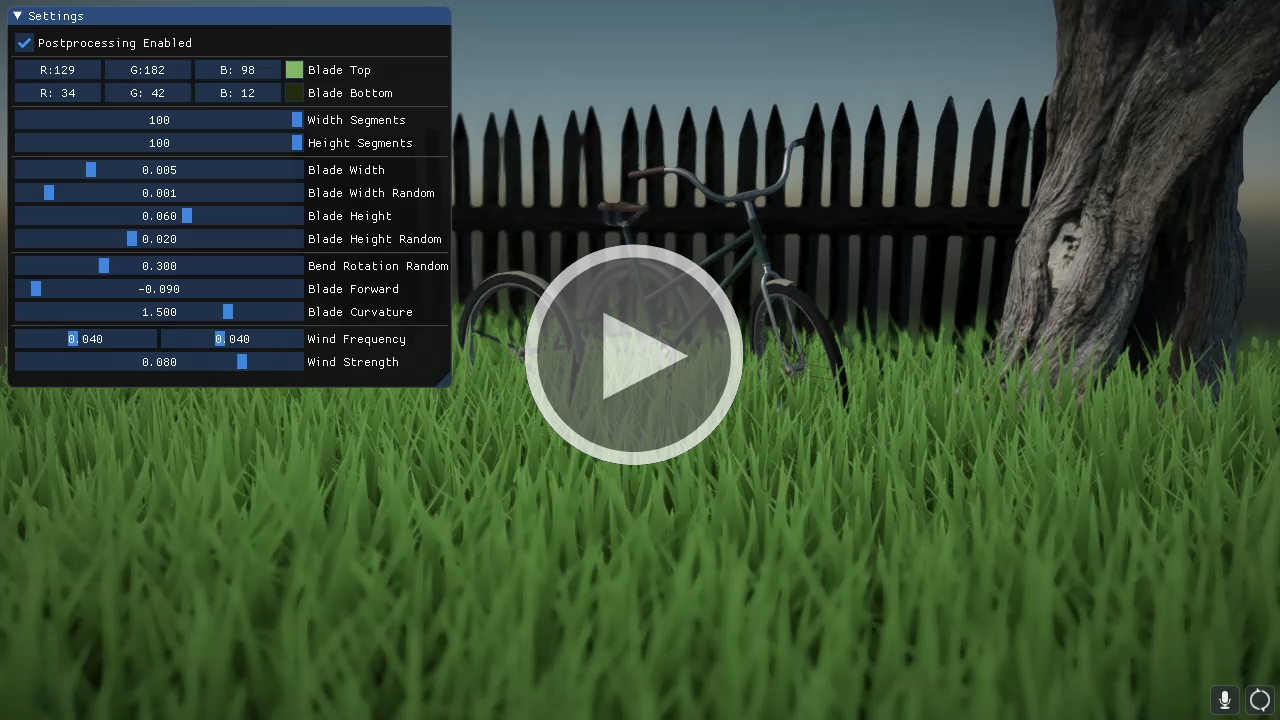 Settings
Postprocessing Enabled
R:129 G:182 B: 98 Blade Top
R: 34 G: 42 B: 12 Blade Bottom
100 Width Segments
100 Height Segments
0.005 Blade Width
0.001 Blade Width Random
0.060 Blade Height
0.020 Blade Height Random
0.300 Bend Rotation Random
-0.090 Blade Forward
1.500 Blade Curvature
0.040 0.040 Wind Frequency
0.080 Wind Strength